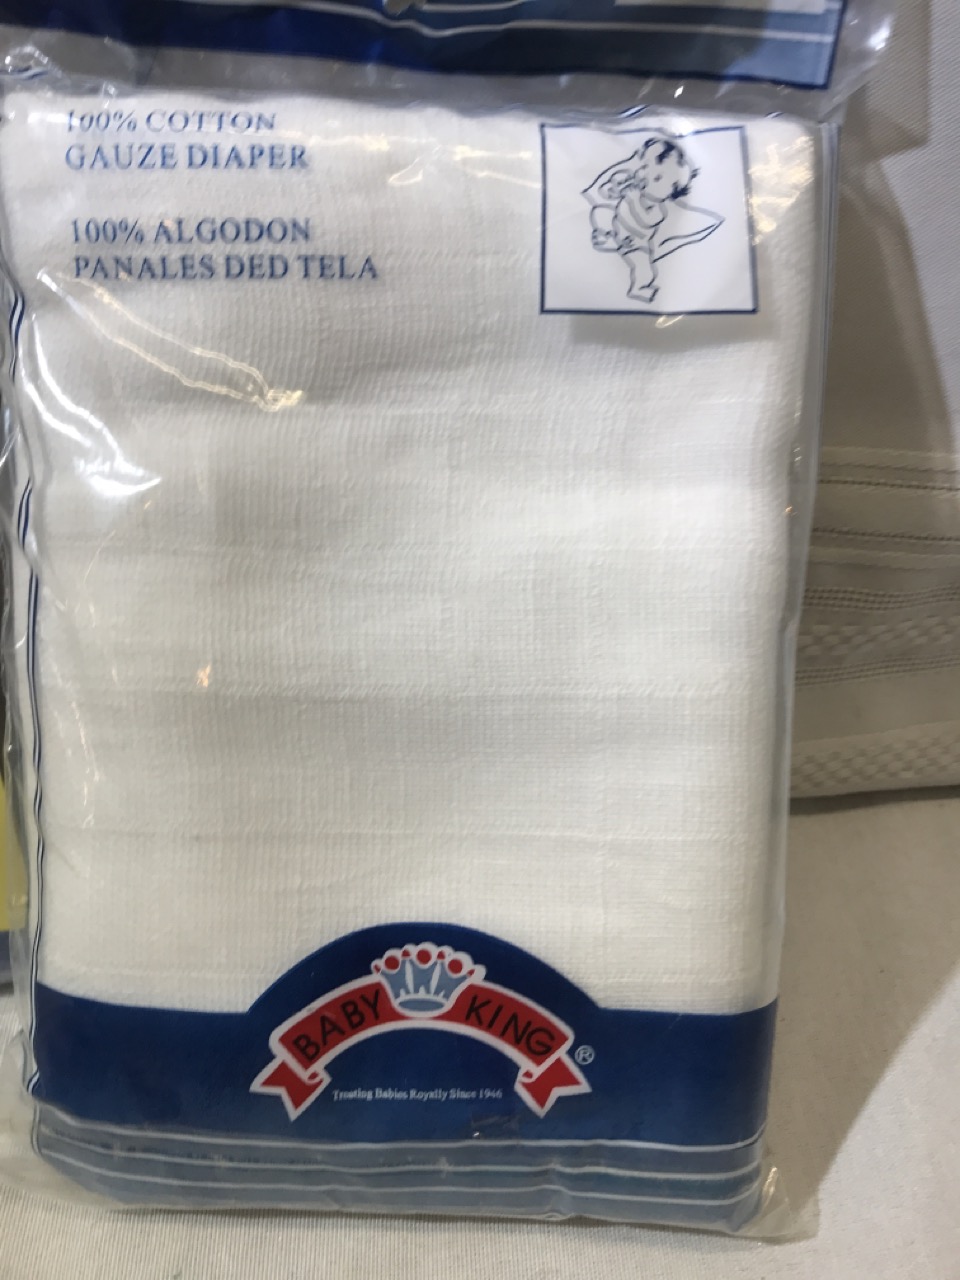 100% COTTON
GAUZE DIAPER
100% ALGODON
PANALES DED TELA
BABY KING
®
Treating Babies Royally Since 1946